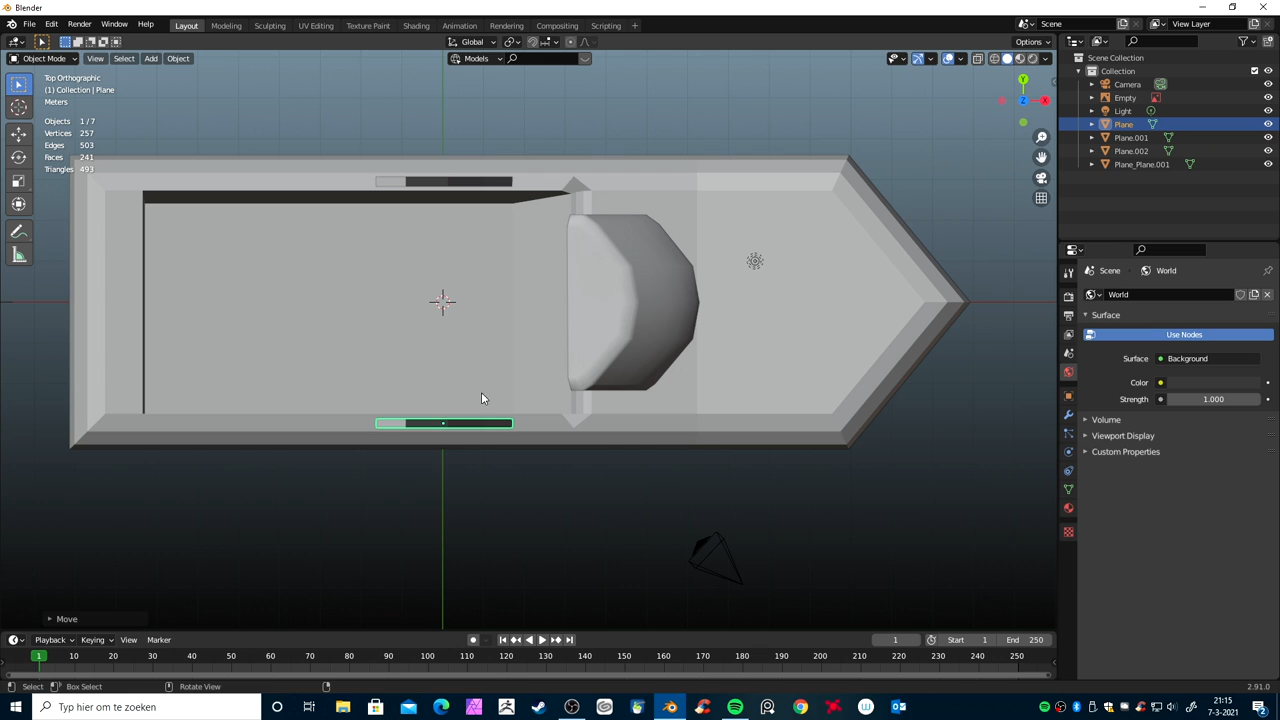 Blender
File Edit Render Window Help Layout Modeling Sculpting UV Editing Texture Paint Shading Animation Rendering Compositing Scripting + Scene View Layer
Global Options
Object Mode View Select Add Object Models
Top Orthographic
(1) Collection | Plane
Meters
Objects 1/7
Vertices 257
Edges 503
Faces 241
Triangles 493
Y
Z X
Scene Collection
Collection
Camera
Empty
Light
Plane
Plane.001
Plane.002
Plane_Plane.001
Scene World
World
Surface
Use Nodes
Surface Background
Color
Strength 1.000
Volume
Viewport Display
Custom Properties
Move
Playback Keying View Marker 1 Start 1 End 250
1 10 20 30 40 50 60 70 80 90 100 110 120 130 140 150 160 170 180 190 200 210 220 230 240 250
Select Box Select Rotate View 2.91.0
Typ hier om te zoeken
21:15
7-3-2021